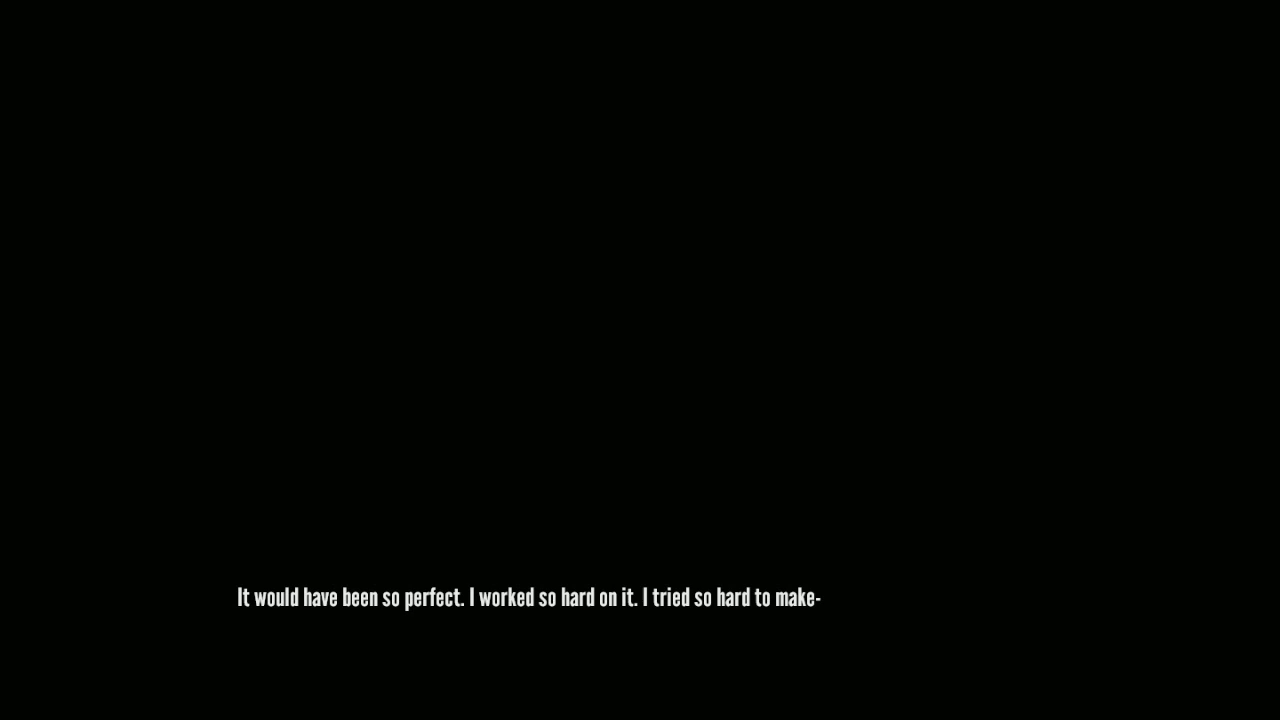 It would have been so perfect. I worked so hard on it. I tried so hard to make-